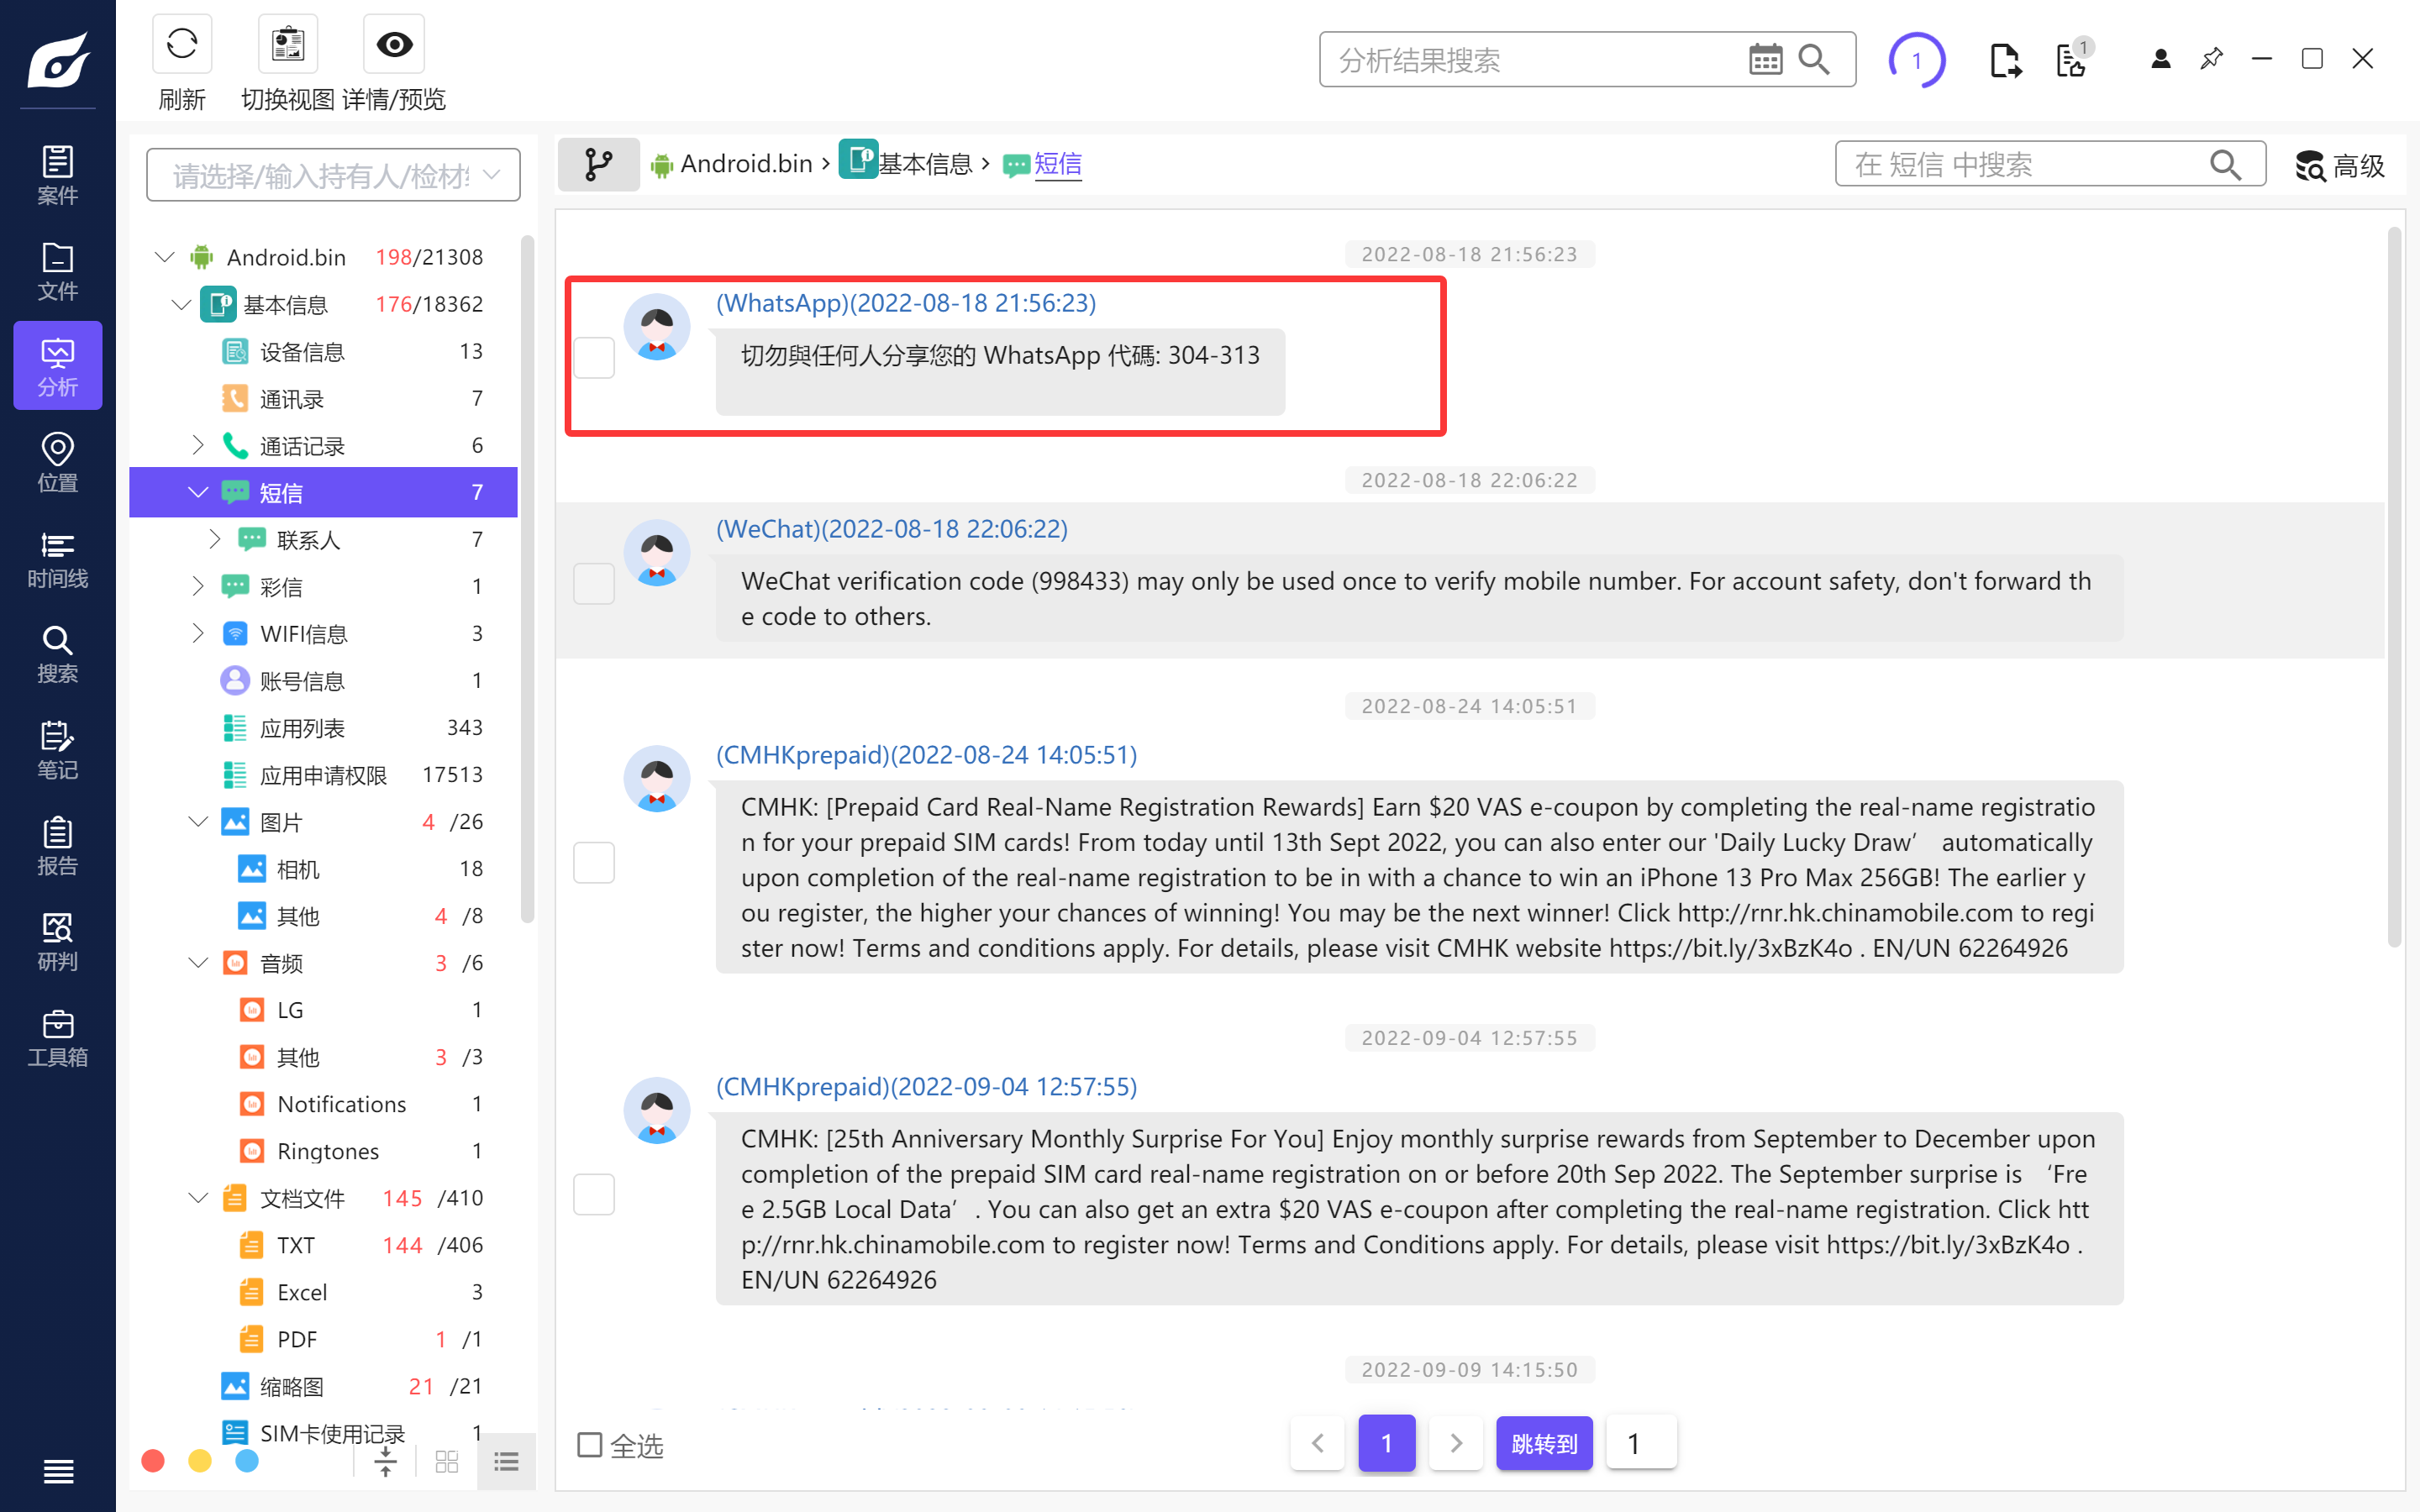 刷新
切换视图
详情/预览
分析结果搜索
1
1
案件
文件
分析
位置
时间线
搜索
笔记
报告
研判
工具箱
请选择/输入持有人/检材
Android.bin 198/21308
基本信息 176/18362
设备信息 13
通讯录 7
通话记录 6
短信 7
联系人 7
彩信 1
WIFI信息 3
账号信息 1
应用列表 343
应用申请权限 17513
图片 4 /26
相机 18
其他 4 /8
音频 3 /6
LG 1
其他 3 /3
Notifications 1
Ringtones 1
文档文件 145 /410
TXT 144 /406
Excel 3
PDF 1 /1
缩略图 21 /21
SIM卡使用记录 1
Android.bin › 基本信息 › 短信
在 短信 中搜索
高级
2022-08-18 21:56:23
(WhatsApp)(2022-08-18 21:56:23)
切勿與任何人分享您的 WhatsApp 代碼: 304-313
2022-08-18 22:06:22
(WeChat)(2022-08-18 22:06:22)
WeChat verification code (998433) may only be used once to verify mobile number. For account safety, don't forward th
e code to others.
2022-08-24 14:05:51
(CMHKprepaid)(2022-08-24 14:05:51)
CMHK: [Prepaid Card Real-Name Registration Rewards] Earn $20 VAS e-coupon by completing the real-name registratio
n for your prepaid SIM cards! From today until 13th Sept 2022, you can also enter our 'Daily Lucky Draw’ automatically
upon completion of the real-name registration to be in with a chance to win an iPhone 13 Pro Max 256GB! The earlier y
ou register, the higher your chances of winning! You may be the next winner! Click http://rnr.hk.chinamobile.com to regi
ster now! Terms and conditions apply. For details, please visit CMHK website https://bit.ly/3xBzK4o . EN/UN 62264926
2022-09-04 12:57:55
(CMHKprepaid)(2022-09-04 12:57:55)
CMHK: [25th Anniversary Monthly Surprise For You] Enjoy monthly surprise rewards from September to December upon
completion of the prepaid SIM card real-name registration on or before 20th Sep 2022. The September surprise is ‘Fre
e 2.5GB Local Data’ . You can also get an extra $20 VAS e-coupon after completing the real-name registration. Click htt
p://rnr.hk.chinamobile.com to register now! Terms and Conditions apply. For details, please visit https://bit.ly/3xBzK4o .
EN/UN 62264926
2022-09-09 14:15:50
全选
1
跳转到
1